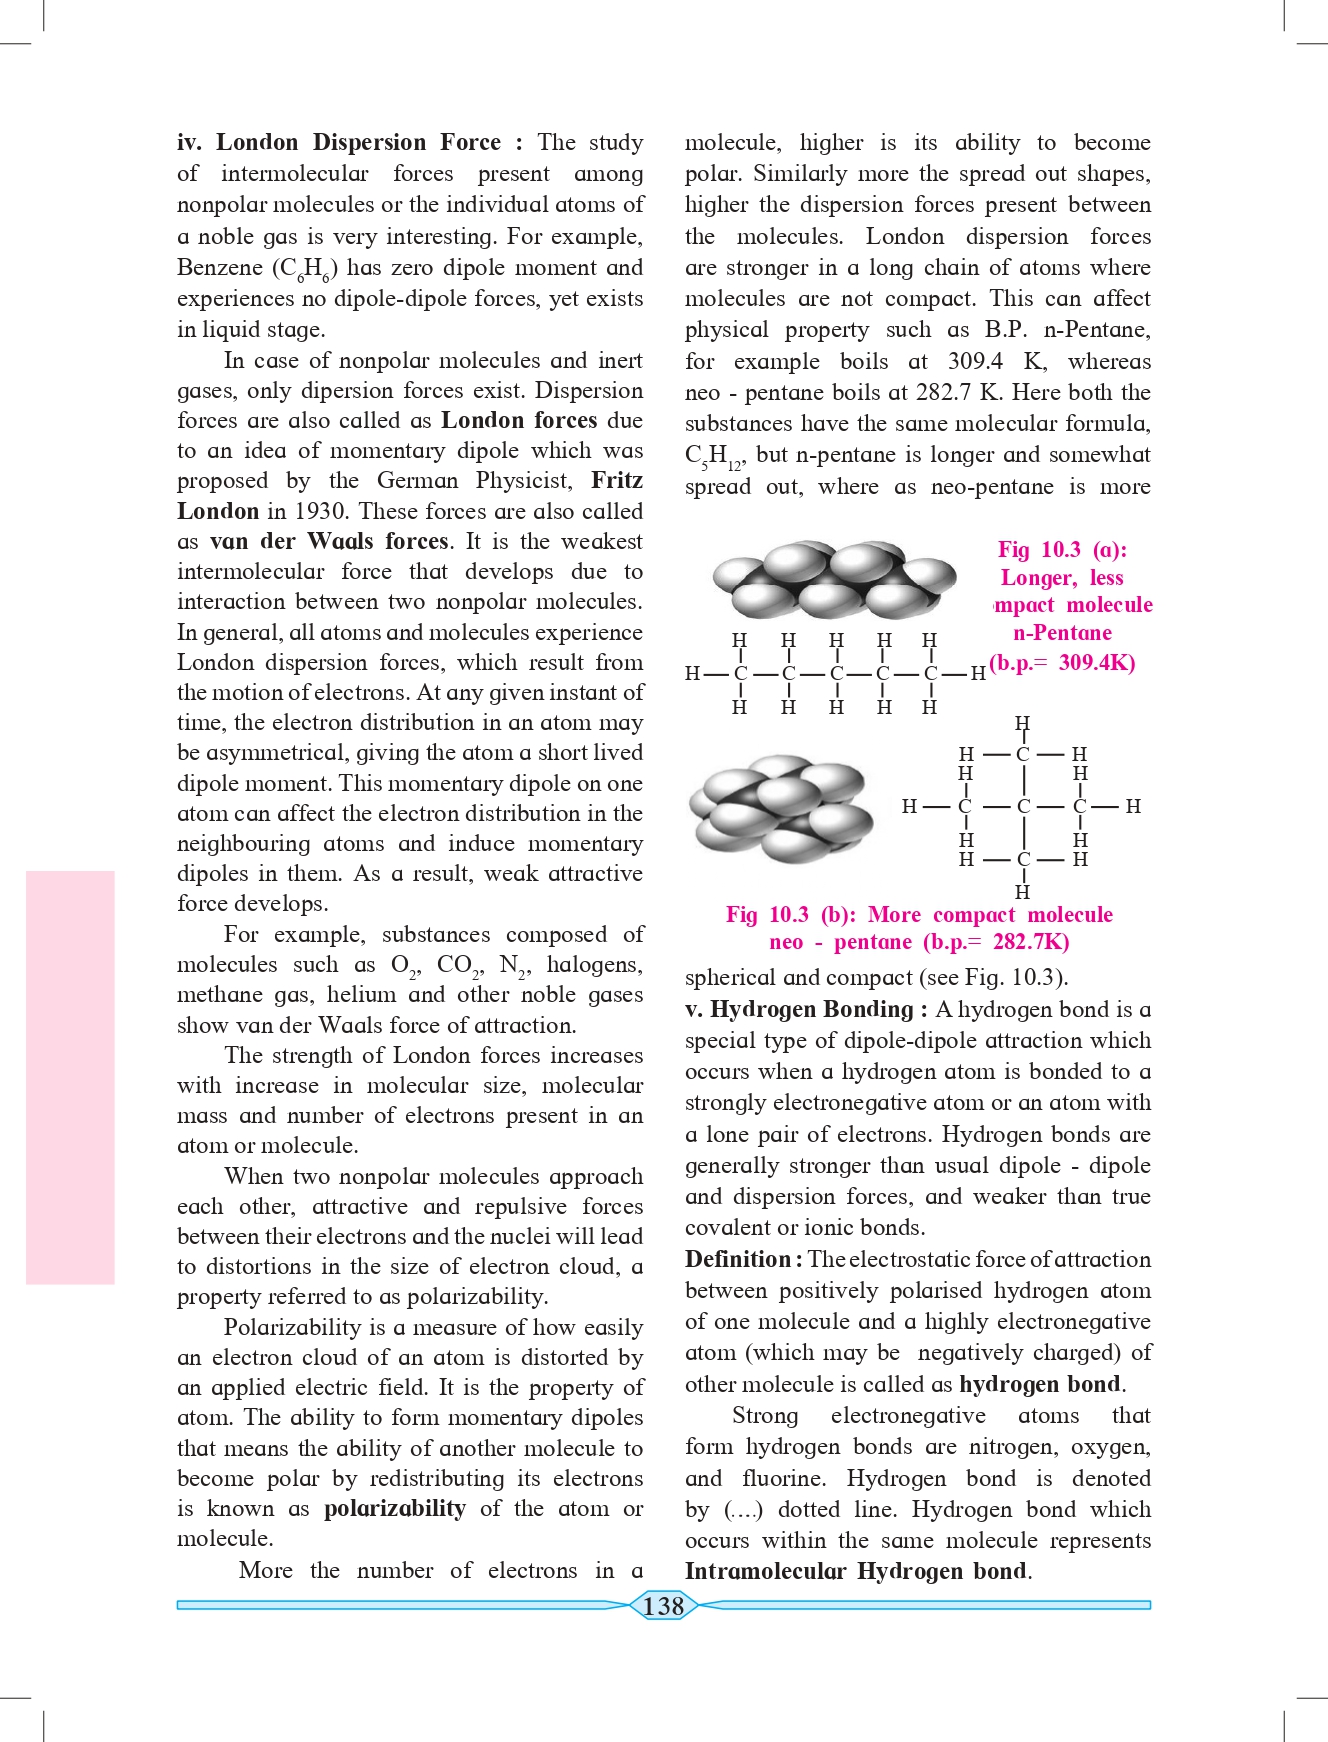 iv. London Dispersion Force : The study
of intermolecular forces present among
nonpolar molecules or the individual atoms of
a noble gas is very interesting. For example,
Benzene (C₆H₆) has zero dipole moment and
experiences no dipole-dipole forces, yet exists
in liquid stage.
In case of nonpolar molecules and inert
gases, only dipersion forces exist. Dispersion
forces are also called as London forces due
to an idea of momentary dipole which was
proposed by the German Physicist, Fritz
London in 1930. These forces are also called
as van der Waals forces. It is the weakest
intermolecular force that develops due to
interaction between two nonpolar molecules.
In general, all atoms and molecules experience
London dispersion forces, which result from
the motion of electrons. At any given instant of
time, the electron distribution in an atom may
be asymmetrical, giving the atom a short lived
dipole moment. This momentary dipole on one
atom can affect the electron distribution in the
neighbouring atoms and induce momentary
dipoles in them. As a result, weak attractive
force develops.
For example, substances composed of
molecules such as O₂, CO₂, N₂, halogens,
methane gas, helium and other noble gases
show van der Waals force of attraction.
The strength of London forces increases
with increase in molecular size, molecular
mass and number of electrons present in an
atom or molecule.
When two nonpolar molecules approach
each other, attractive and repulsive forces
between their electrons and the nuclei will lead
to distortions in the size of electron cloud, a
property referred to as polarizability.
Polarizability is a measure of how easily
an electron cloud of an atom is distorted by
an applied electric field. It is the property of
atom. The ability to form momentary dipoles
that means the ability of another molecule to
become polar by redistributing its electrons
is known as polarizability of the atom or
molecule.
More the number of electrons in a
molecule, higher is its ability to become
polar. Similarly more the spread out shapes,
higher the dispersion forces present between
the molecules. London dispersion forces
are stronger in a long chain of atoms where
molecules are not compact. This can affect
physical property such as B.P. n-Pentane,
for example boils at 309.4 K, whereas
neo - pentane boils at 282.7 K. Here both the
substances have the same molecular formula,
C₅H₁₂, but n-pentane is longer and somewhat
spread out, where as neo-pentane is more
Fig 10.3 (a):
Longer, less
mpact molecule
n-Pentane
(b.p.= 309.4K)
H H H H H
H — C — C — C — C — C — H
H H H H H
H
H — C — H
H H
H — C — C — C — H
H H
H — C — H
H
Fig 10.3 (b): More compact molecule
neo - pentane (b.p.= 282.7K)
spherical and compact (see Fig. 10.3).
v. Hydrogen Bonding : A hydrogen bond is a
special type of dipole-dipole attraction which
occurs when a hydrogen atom is bonded to a
strongly electronegative atom or an atom with
a lone pair of electrons. Hydrogen bonds are
generally stronger than usual dipole - dipole
and dispersion forces, and weaker than true
covalent or ionic bonds.
Definition : The electrostatic force of attraction
between positively polarised hydrogen atom
of one molecule and a highly electronegative
atom (which may be negatively charged) of
other molecule is called as hydrogen bond.
Strong electronegative atoms that
form hydrogen bonds are nitrogen, oxygen,
and fluorine. Hydrogen bond is denoted
by (....) dotted line. Hydrogen bond which
occurs within the same molecule represents
Intramolecular Hydrogen bond.
138